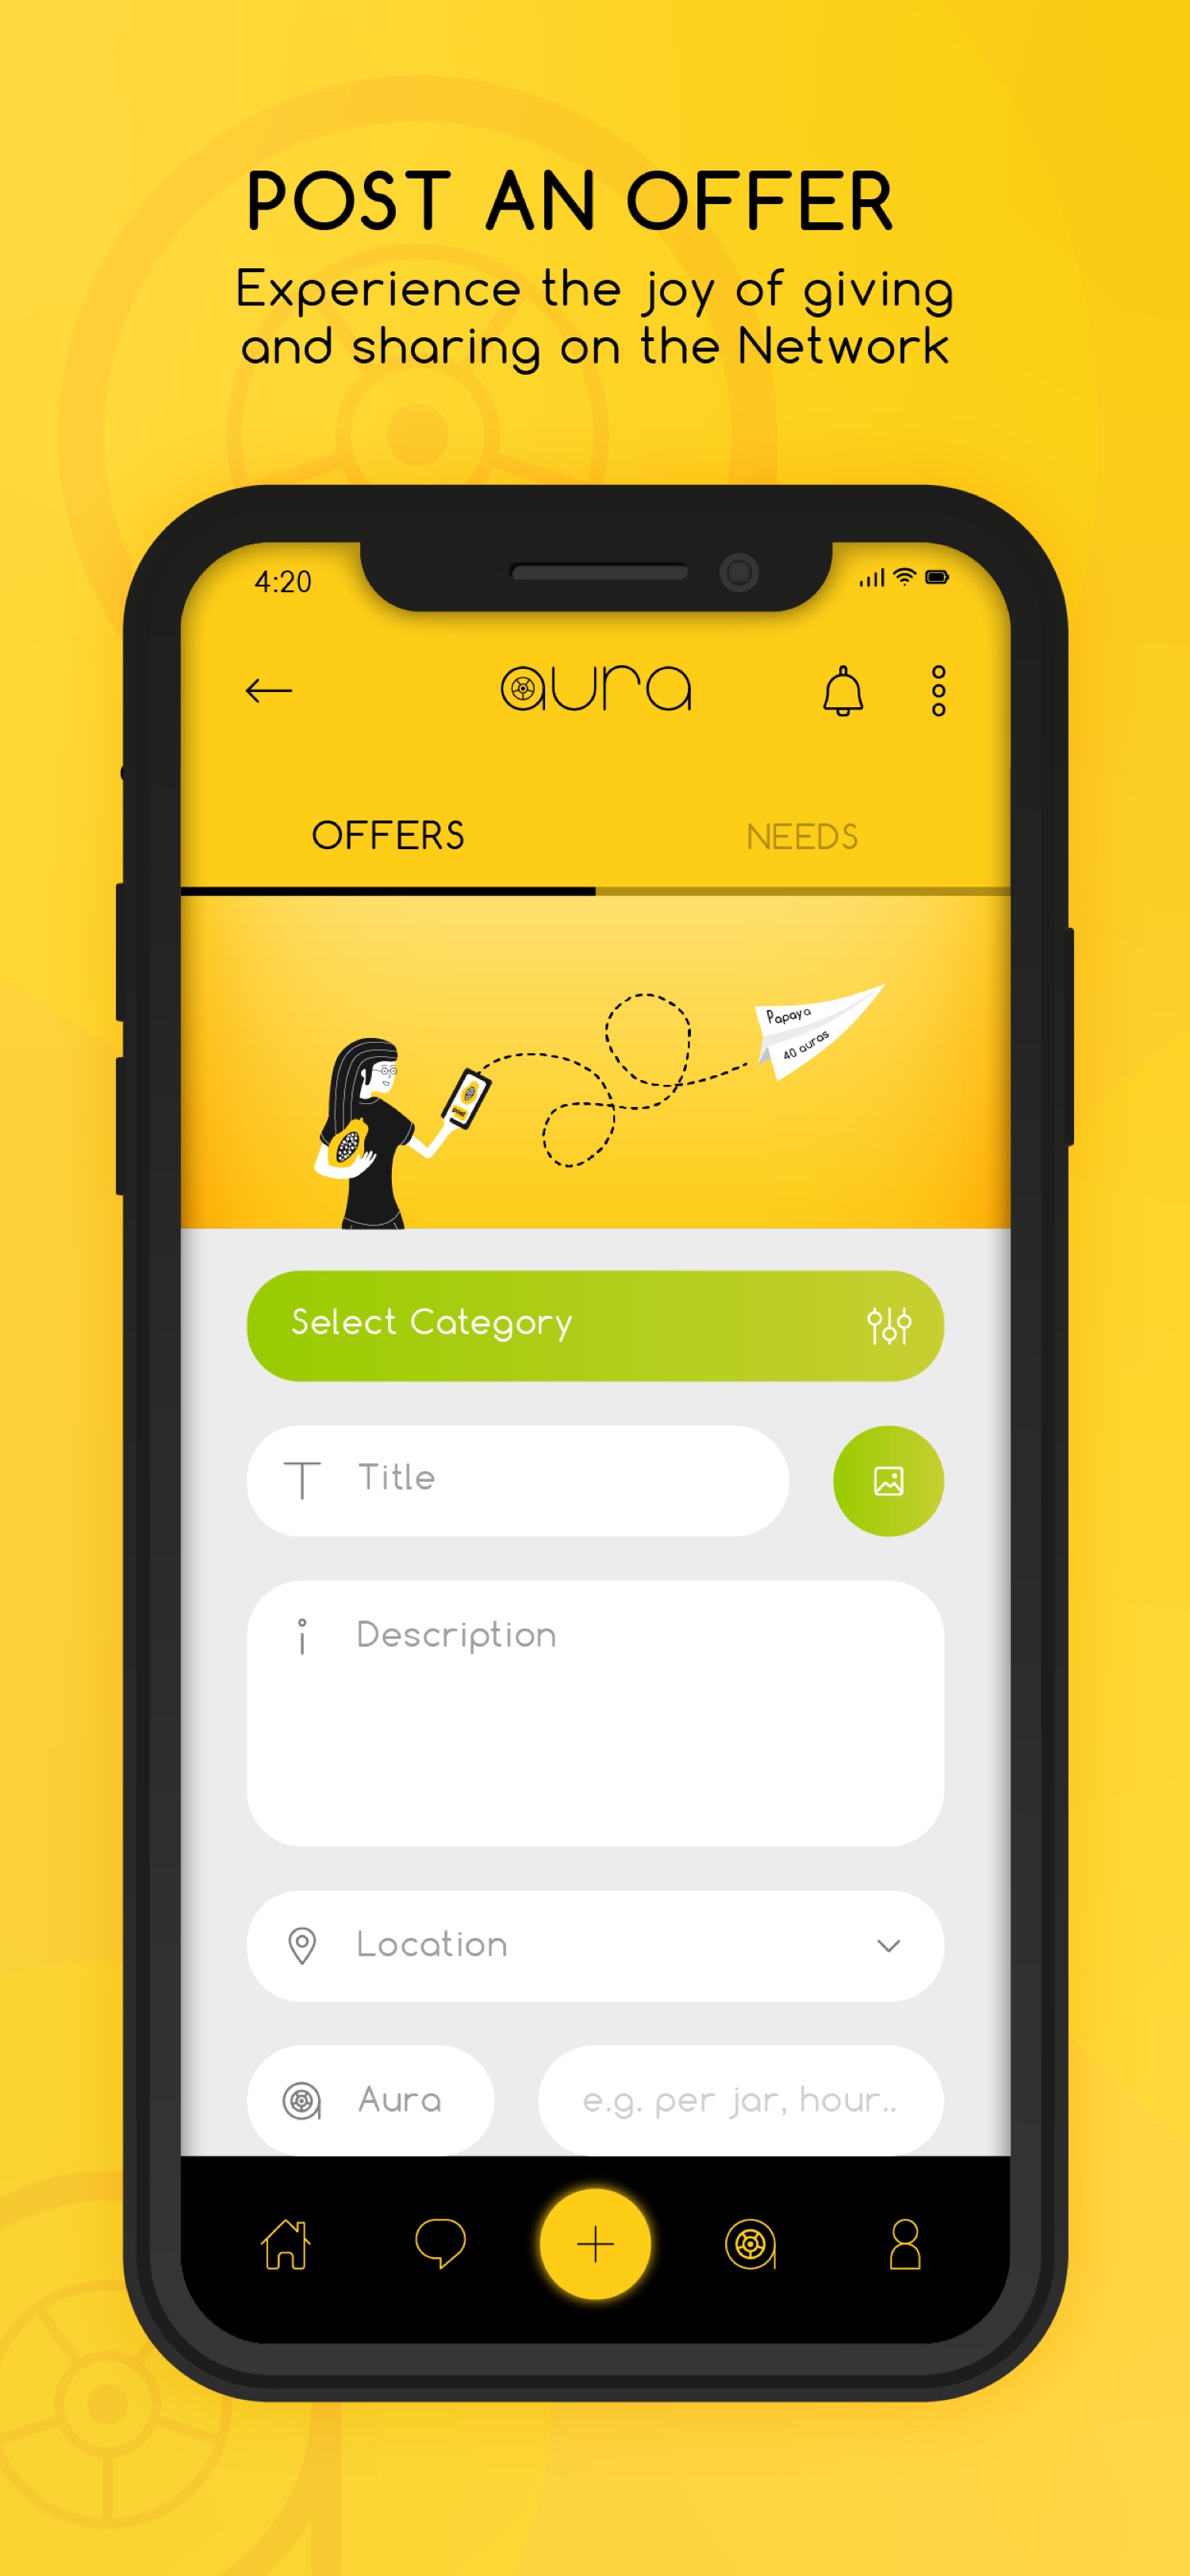 POST AN OFFER
Experience the joy of giving
and sharing on the Network
4:20
aura
OFFERS
NEEDS
Papaya
40 auras
post
Select Category
Title
Description
Location
Aura
e.g. per jar, hour..